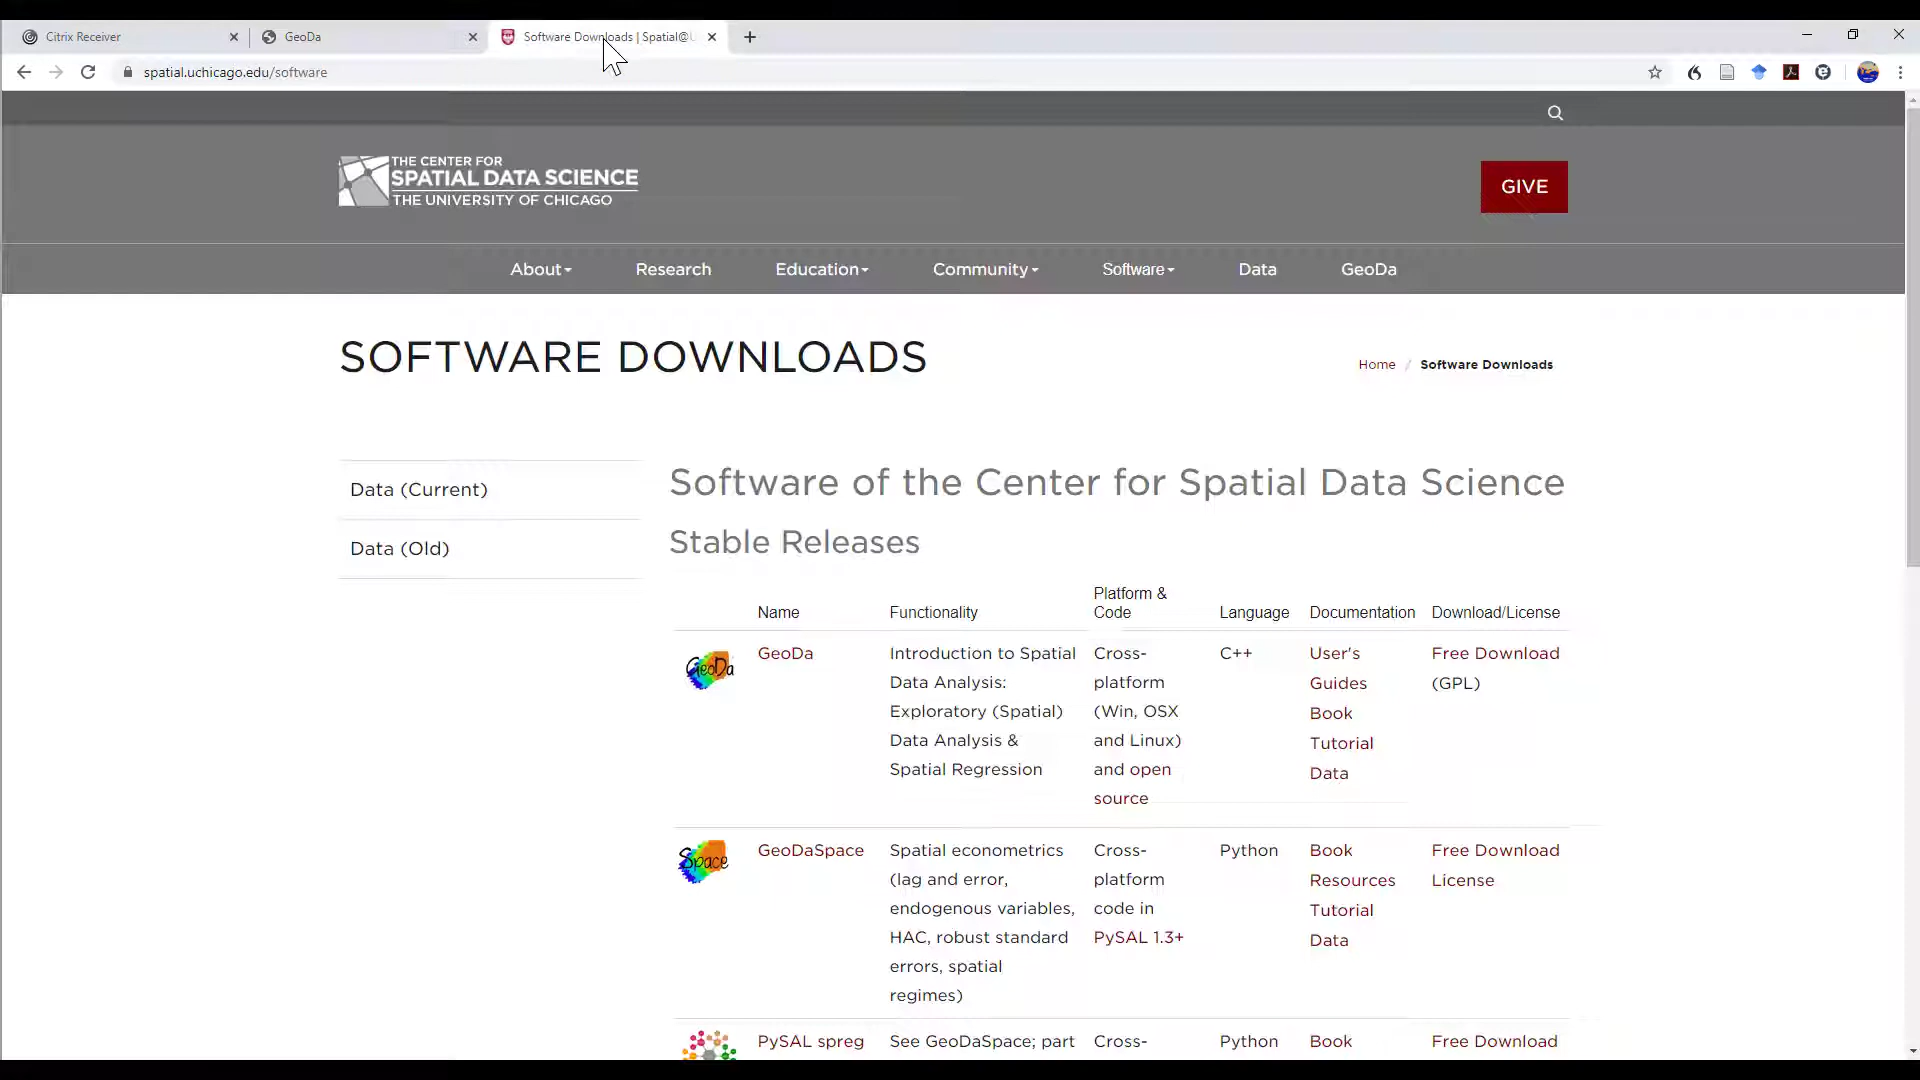 Citrix Receiver
GeoDa
Software Downloads | Spatial@U
spatial.uchicago.edu/software
THE CENTER FOR
SPATIAL DATA SCIENCE
THE UNIVERSITY OF CHICAGO
GIVE
About
Research
Education
Community
Software
Data
GeoDa
SOFTWARE DOWNLOADS
Home / Software Downloads
Data (Current)
Data (Old)
Software of the Center for Spatial Data Science
Stable Releases
Name
Functionality
Platform &
Code
Language
Documentation
Download/License
GeoDa
GeoDa
Introduction to Spatial
Data Analysis:
Exploratory (Spatial)
Data Analysis &
Spatial Regression
Cross-
platform
(Win, OSX
and Linux)
and open
source
C++
User's
Guides
Book
Tutorial
Data
Free Download
(GPL)
Space
GeoDaSpace
Spatial econometrics
(lag and error,
endogenous variables,
HAC, robust standard
errors, spatial
regimes)
Cross-
platform
code in
PySAL 1.3+
Python
Book
Resources
Tutorial
Data
Free Download
License
PySAL spreg
See GeoDaSpace; part
Cross-
Python
Book
Free Download